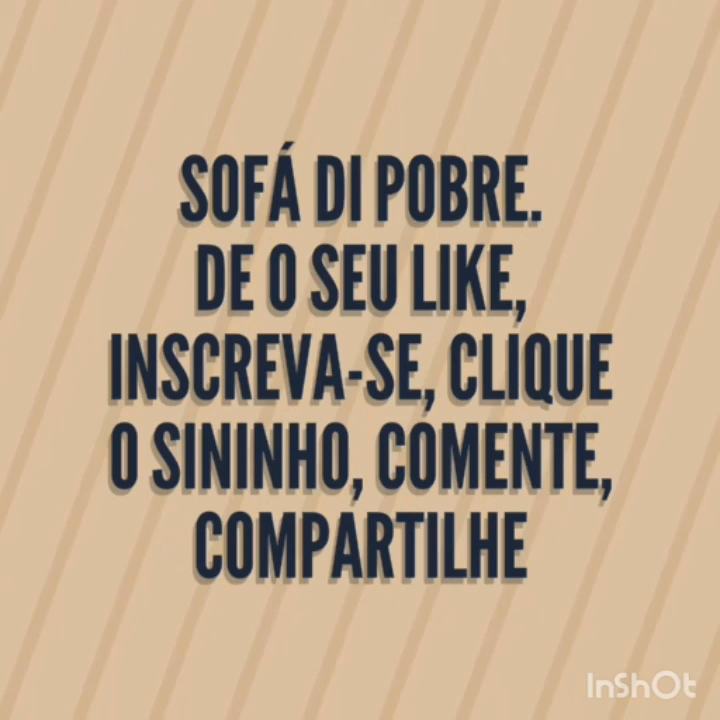 SOFÁ DI POBRE.
DE O SEU LIKE,
INSCREVA-SE, CLIQUE
O SININHO, COMENTE,
COMPARTILHE
InShOt